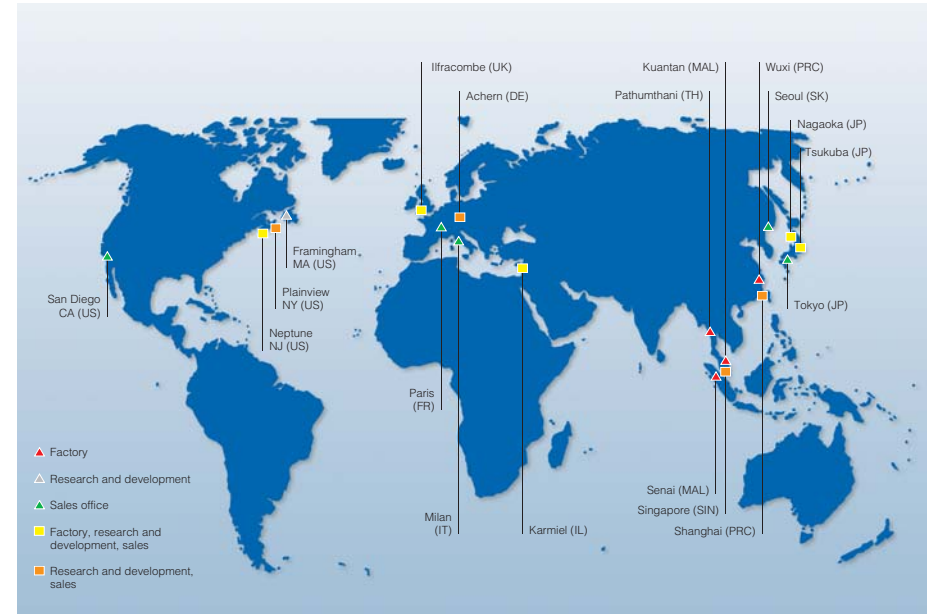 Ilfracombe (UK)
Kuantan (MAL)
Wuxi (PRC)
Achern (DE)
Pathumthani (TH)
Seoul (SK)
Nagaoka (JP)
Tsukuba (JP)
Framingham,
MA (US)
San Diego
CA (US)
Plainview
NY (US)
Tokyo (JP)
Neptune
NJ (US)
Paris
(FR)
Factory
Research and development
Sales office
Factory, research and
development, sales
Research and development,
sales
Senai (MAL)
Singapore (SIN)
Milan
(IT)
Karmiel (IL)
Shanghai (PRC)